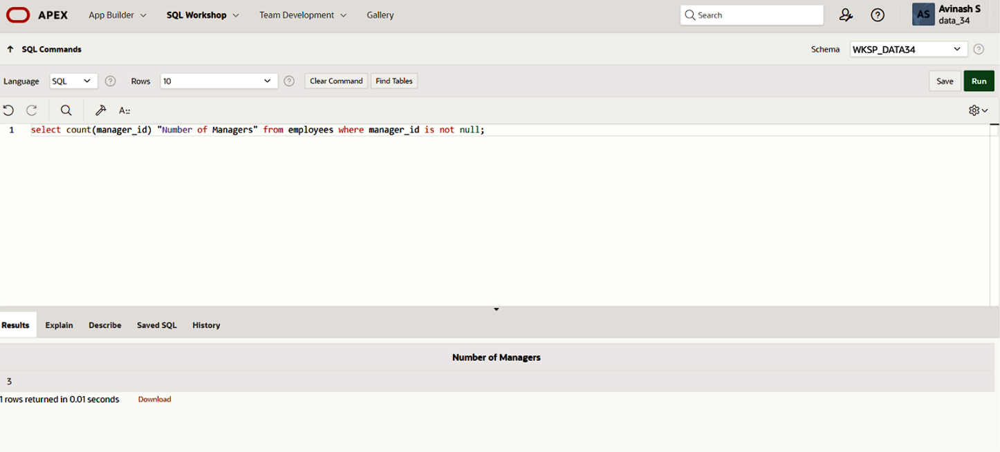 APEX App Builder SQL Workshop Team Development Gallery Search AS Avinash S
data_34
SQL Commands Schema WKSP_DATA34
Language SQL Rows 10 Clear Command Find Tables Save Run
A
1 select count(manager_id) "Number of Managers" from employees where manager_id is not null;
Results Explain Describe Saved SQL History
Number of Managers
3
1 rows returned in 0.01 seconds Download